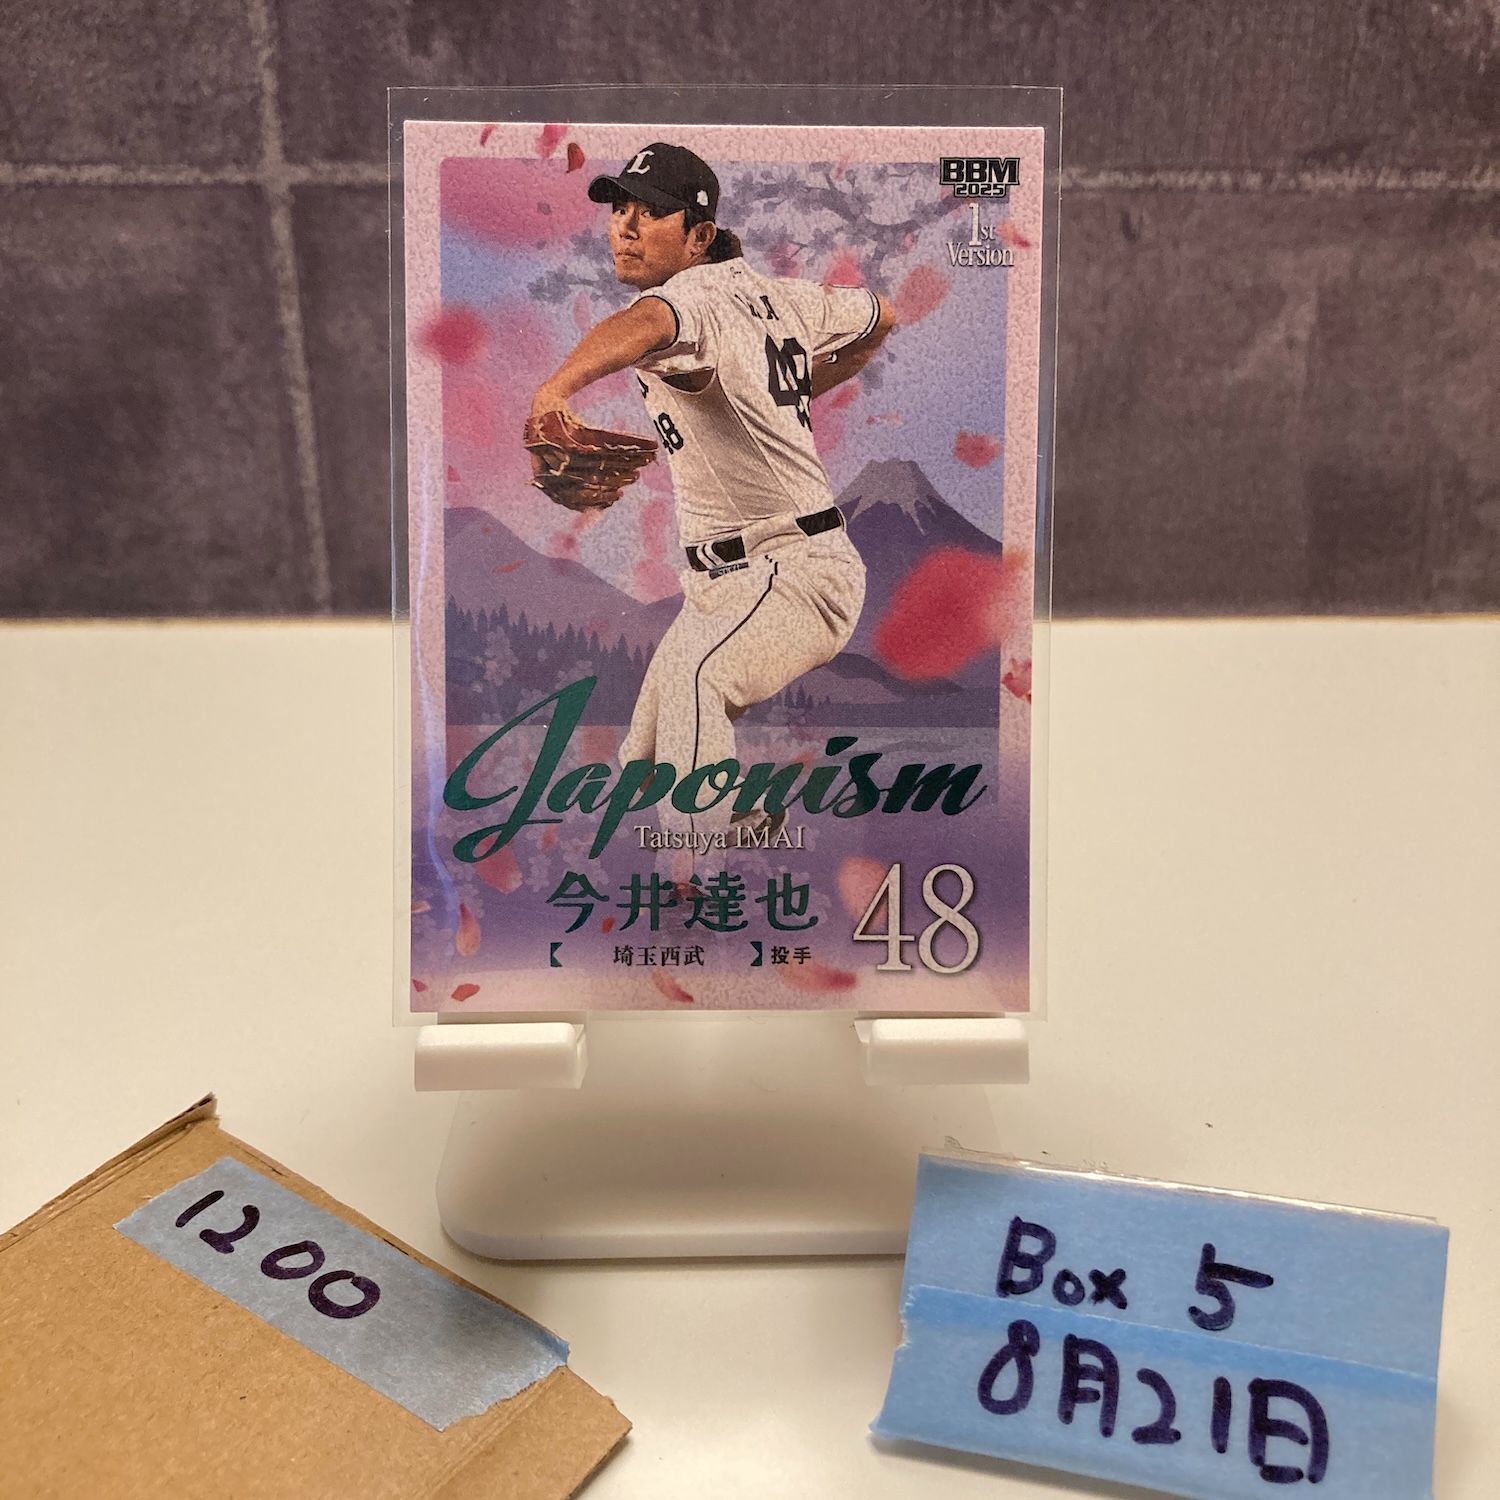 L
BBM
2025
1st
Version
48
Japonism
Tatsuya IMAI
今井達也
48
【 埼玉西武 】投手
1200
Box 5
8月21日